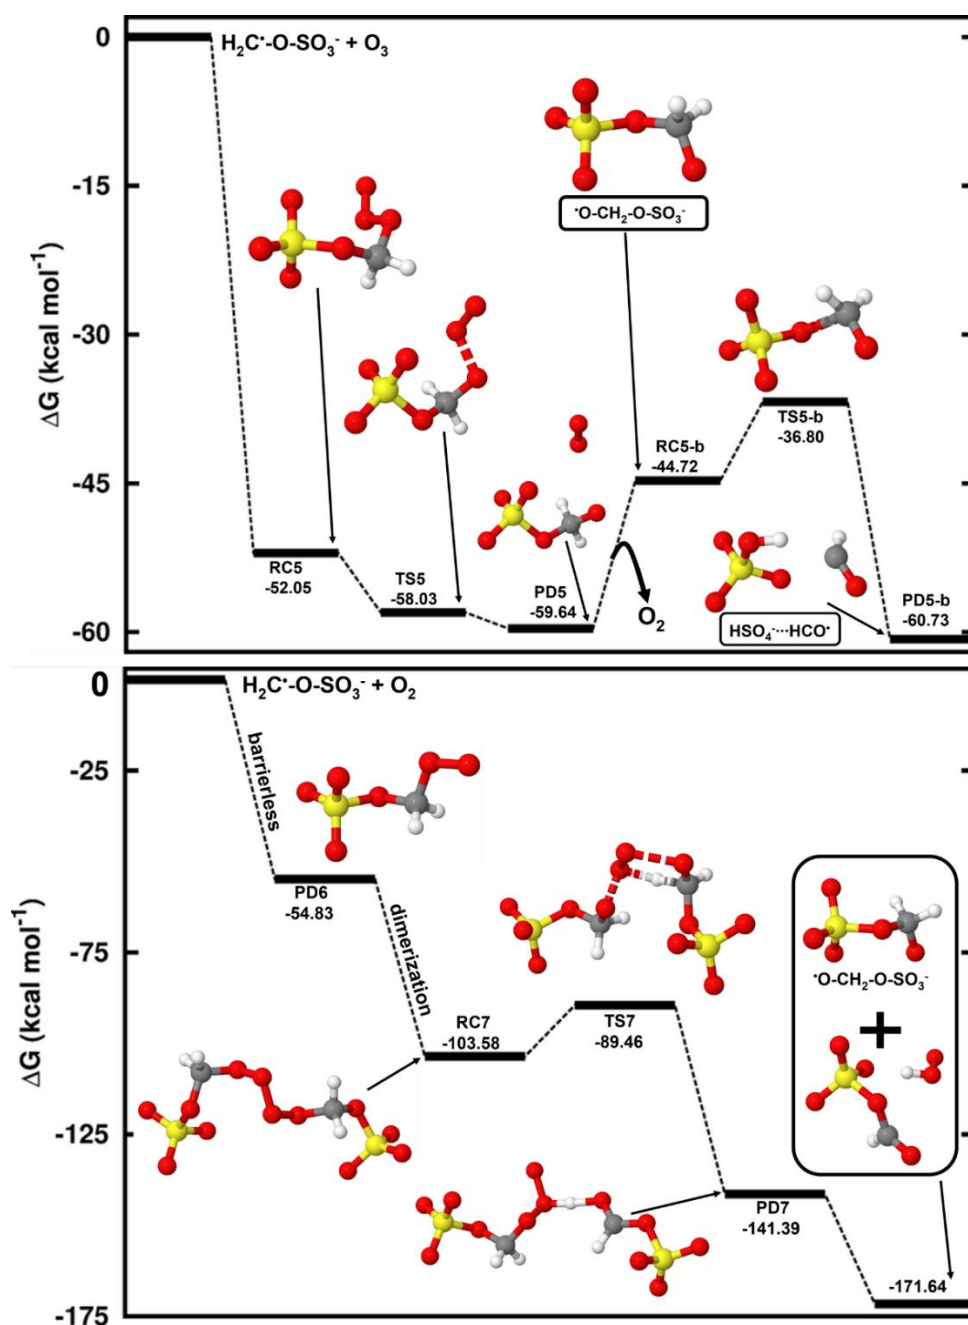 0
H₂C•-O-SO₃⁻ + O₃
-15
•O-CH₂-O-SO₃⁻
ΔG (kcal mol⁻¹)
-30
TS5-b
-36.80
RC5-b
-44.72
-45
RC5
-52.05
TS5
-58.03
PD5
-59.64
O₂
HSO₄⁻···HCO•
PD5-b
-60.73
-60
0
H₂C•-O-SO₃⁻ + O₂
barrierless
-25
PD6
-54.83
dimerization
-75
ΔG (kcal mol⁻¹)
RC7
-103.58
TS7
-89.46
•O-CH₂-O-SO₃⁻
+
-125
PD7
-141.39
-171.64
-175